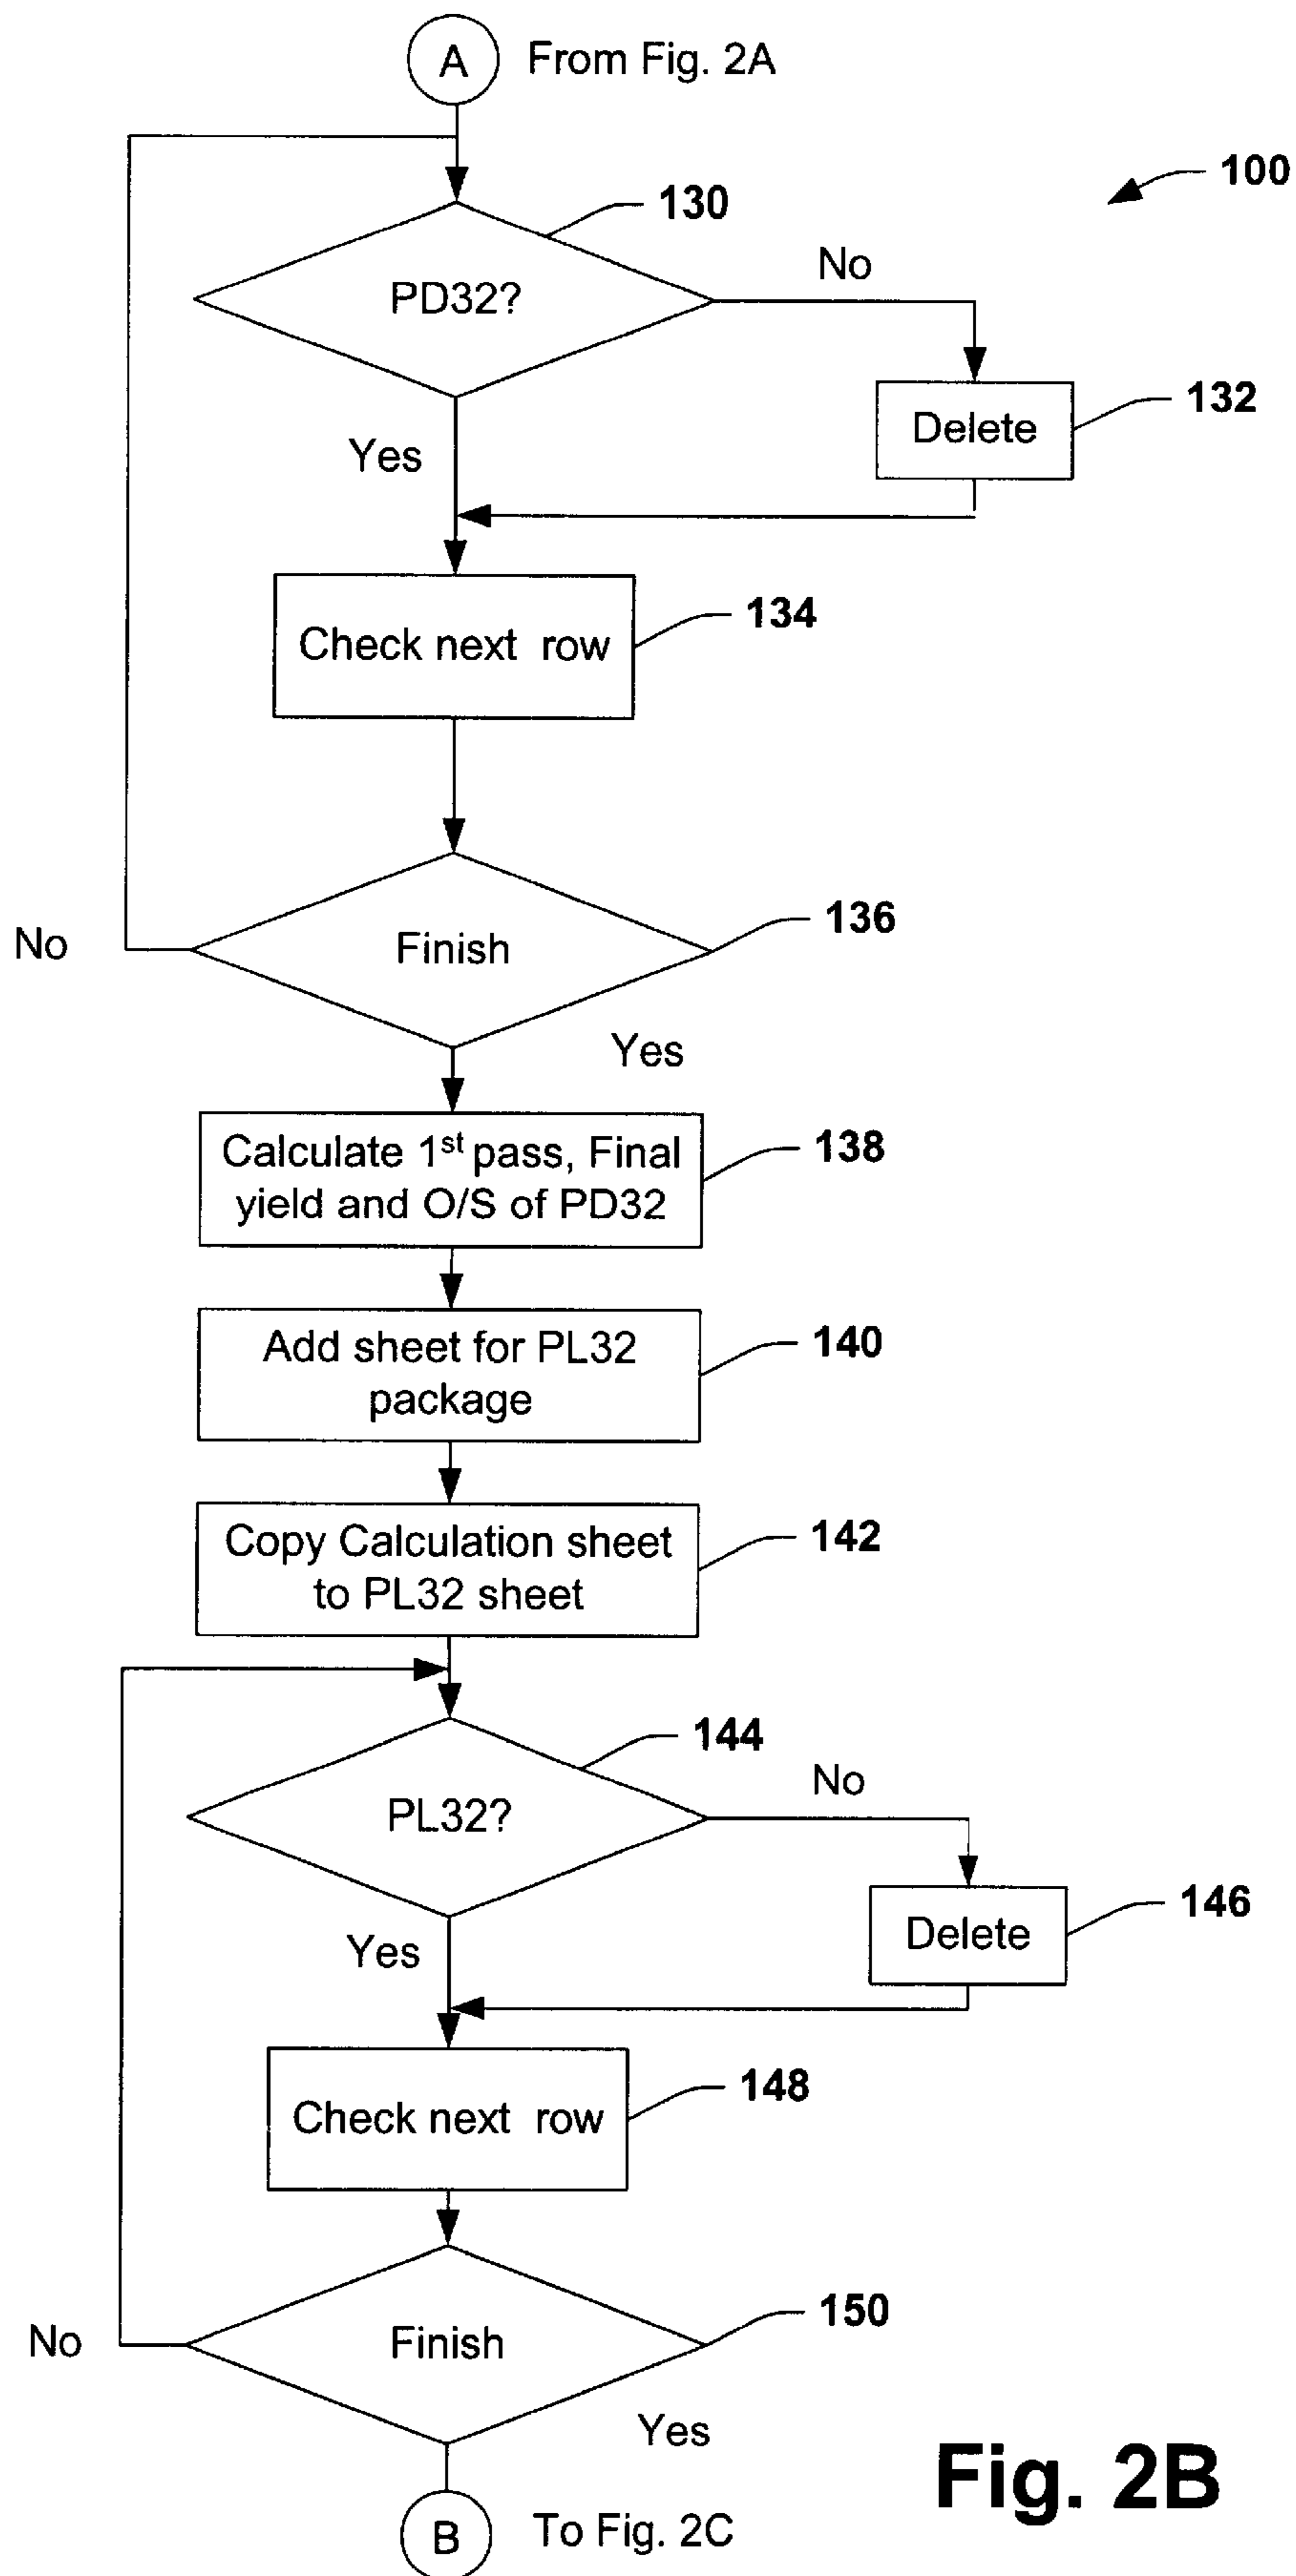 A From Fig. 2A
100
130
PD32?
No
132
Delete
Yes
134
Check next row
136
No
Finish
Yes
138
Calculate 1st pass, Final
yield and O/S of PD32
140
Add sheet for PL32
package
142
Copy Calculation sheet
to PL32 sheet
144
No
PL32?
146
Delete
Yes
148
Check next row
150
No
Finish
Yes
Fig. 2B
B To Fig. 2C